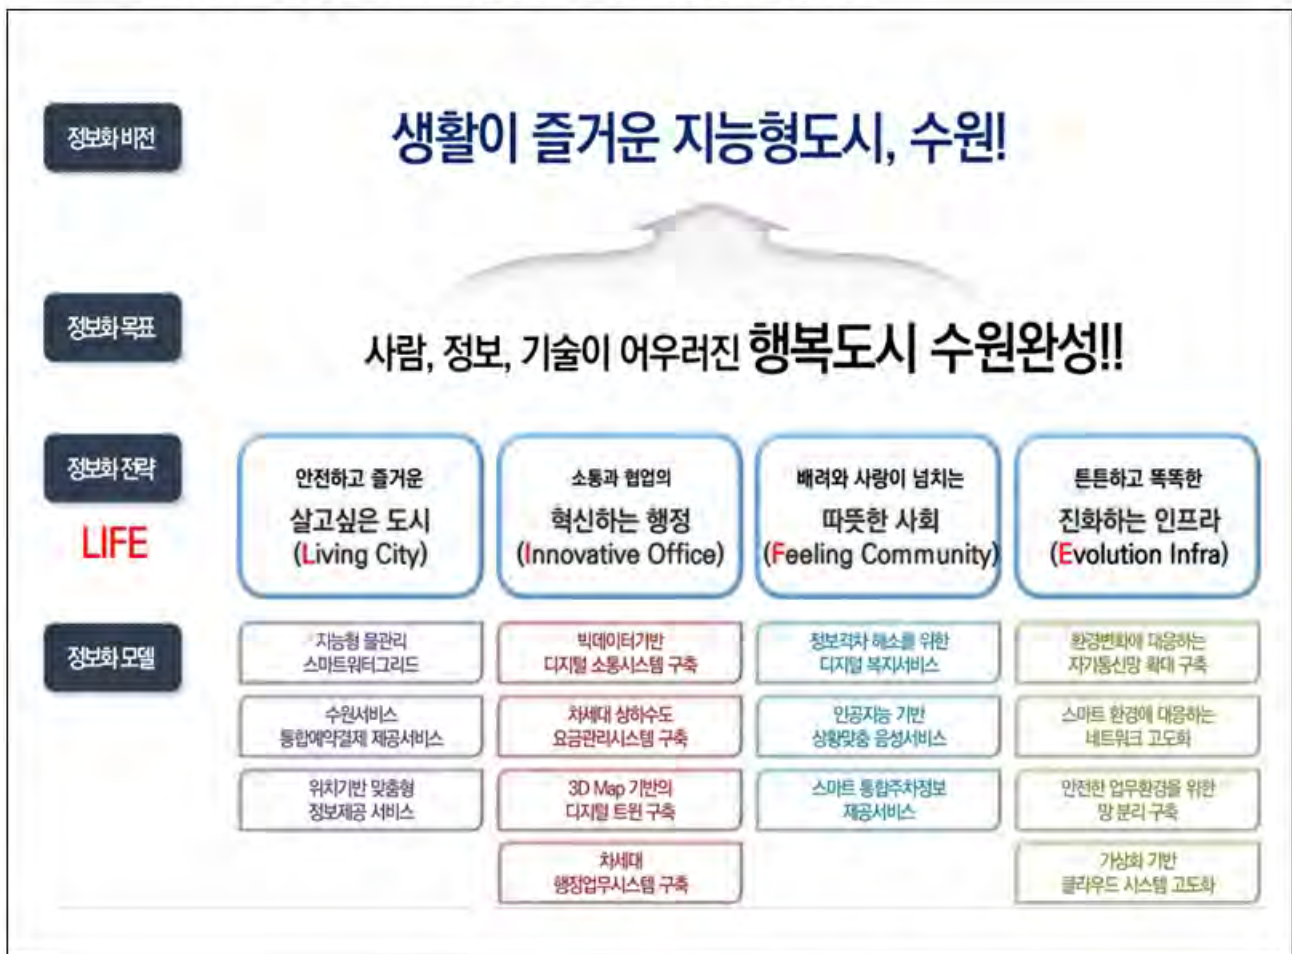 정보화 비전
생활이 즐거운 지능형도시, 수원!
정보화 목표
사람, 정보, 기술이 어우러진 행복도시 수원완성!!
정보화 전략
LIFE
안전하고 즐거운
살고싶은 도시
(Living City)
소통과 협업의
혁신하는 행정
(Innovative Office)
배려와 사랑이 넘치는
따뜻한 사회
(Feeling Community)
튼튼하고 똑똑한
진화하는 인프라
(Evolution Infra)
정보화 모델
지능형 물관리
스마트워터그리드
수원서비스
통합예약결제 제공서비스
위치기반 맞춤형
정보제공 서비스
빅데이터기반
디지털 소통시스템 구축
차세대 상하수도
요금관리시스템 구축
3D Map 기반의
디지털 트윈 구축
차세대
행정업무시스템 구축
정보격차 해소를 위한
디지털 복지서비스
인공지능 기반
상황맞춤 음성서비스
스마트 통합주차정보
제공서비스
환경변화에 대응하는
자가통신망 확대 구축
스마트 환경에 대응하는
네트워크 고도화
안전한 업무환경을 위한
망 분리 구축
가상화 기반
클라우드 시스템 고도화